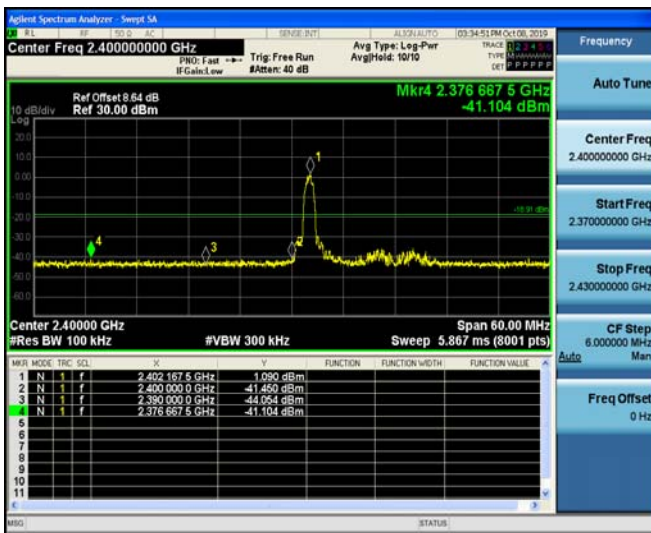 Agilent Spectrum Analyzer - Swept SA
RL RF 50 Ω AC SENSE:INT ALIGNAUTO 03:34:51 PM Oct 08, 2019
Center Freq 2.400000000 GHz
PNO: Fast
IFGain:Low
Trig: Free Run
#Atten: 40 dB
Avg Type: Log-Pwr
Avg|Hold: 10/10
TRACE 1 2 3 4 5 6
TYPE M
DET P P P P P P
Ref Offset 8.64 dB
Ref 30.00 dBm
10 dB/div
Log
Mkr4 2.376 667 5 GHz
-41.104 dBm
20.0
10.0
0.00
-10.0
-20.0
-30.0
-40.0
-50.0
-60.0
1
2
3
4
-18.91 dBm
Center 2.40000 GHz
#Res BW 100 kHz
#VBW 300 kHz
Span 60.00 MHz
Sweep 5.867 ms (8001 pts)
MKR MODE TRC SCL X Y FUNCTION FUNCTION WIDTH FUNCTION VALUE
1 N 1 f 2.402 167 5 GHz 1.090 dBm
2 N 1 f 2.400 000 0 GHz -41.450 dBm
3 N 1 f 2.390 000 0 GHz -44.054 dBm
4 N 1 f 2.376 667 5 GHz -41.104 dBm
5
6
7
8
9
10
11
MSG STATUS
Frequency
Auto Tune
Center Freq
2.400000000 GHz
Start Freq
2.370000000 GHz
Stop Freq
2.430000000 GHz
CF Step
6.000000 MHz
Auto Man
Freq Offset
0 Hz